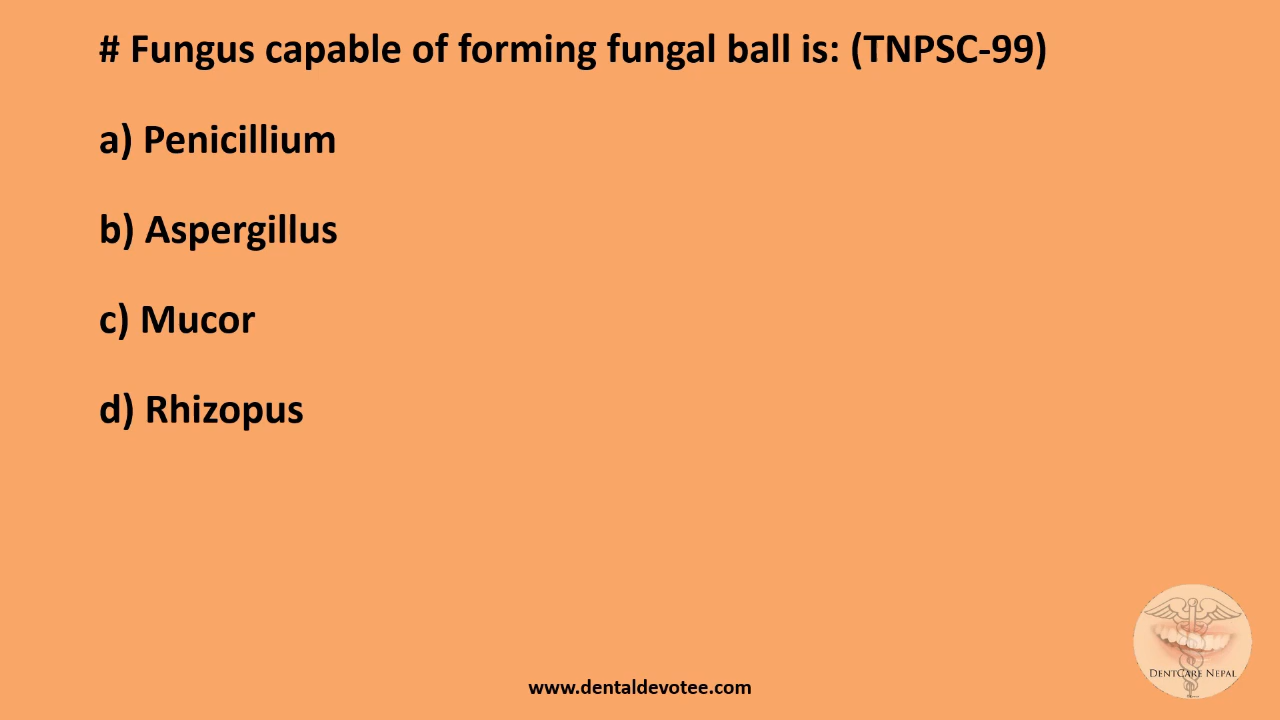 # Fungus capable of forming fungal ball is: (TNPSC-99)
a) Penicillium
b) Aspergillus
c) Mucor
d) Rhizopus
DentCare Nepal
www.dentaldevotee.com